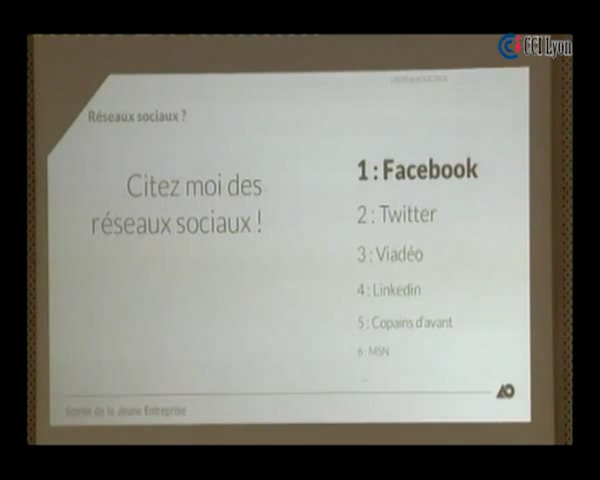 CCI Lyon
Réseaux sociaux ?
Citez moi des
réseaux sociaux !
1 : Facebook
2 : Twitter
3 : Viadéo
4 : Linkedin
5 : Copains d'avant
6 : MSN
...
Soirée de la Jeune Entreprise